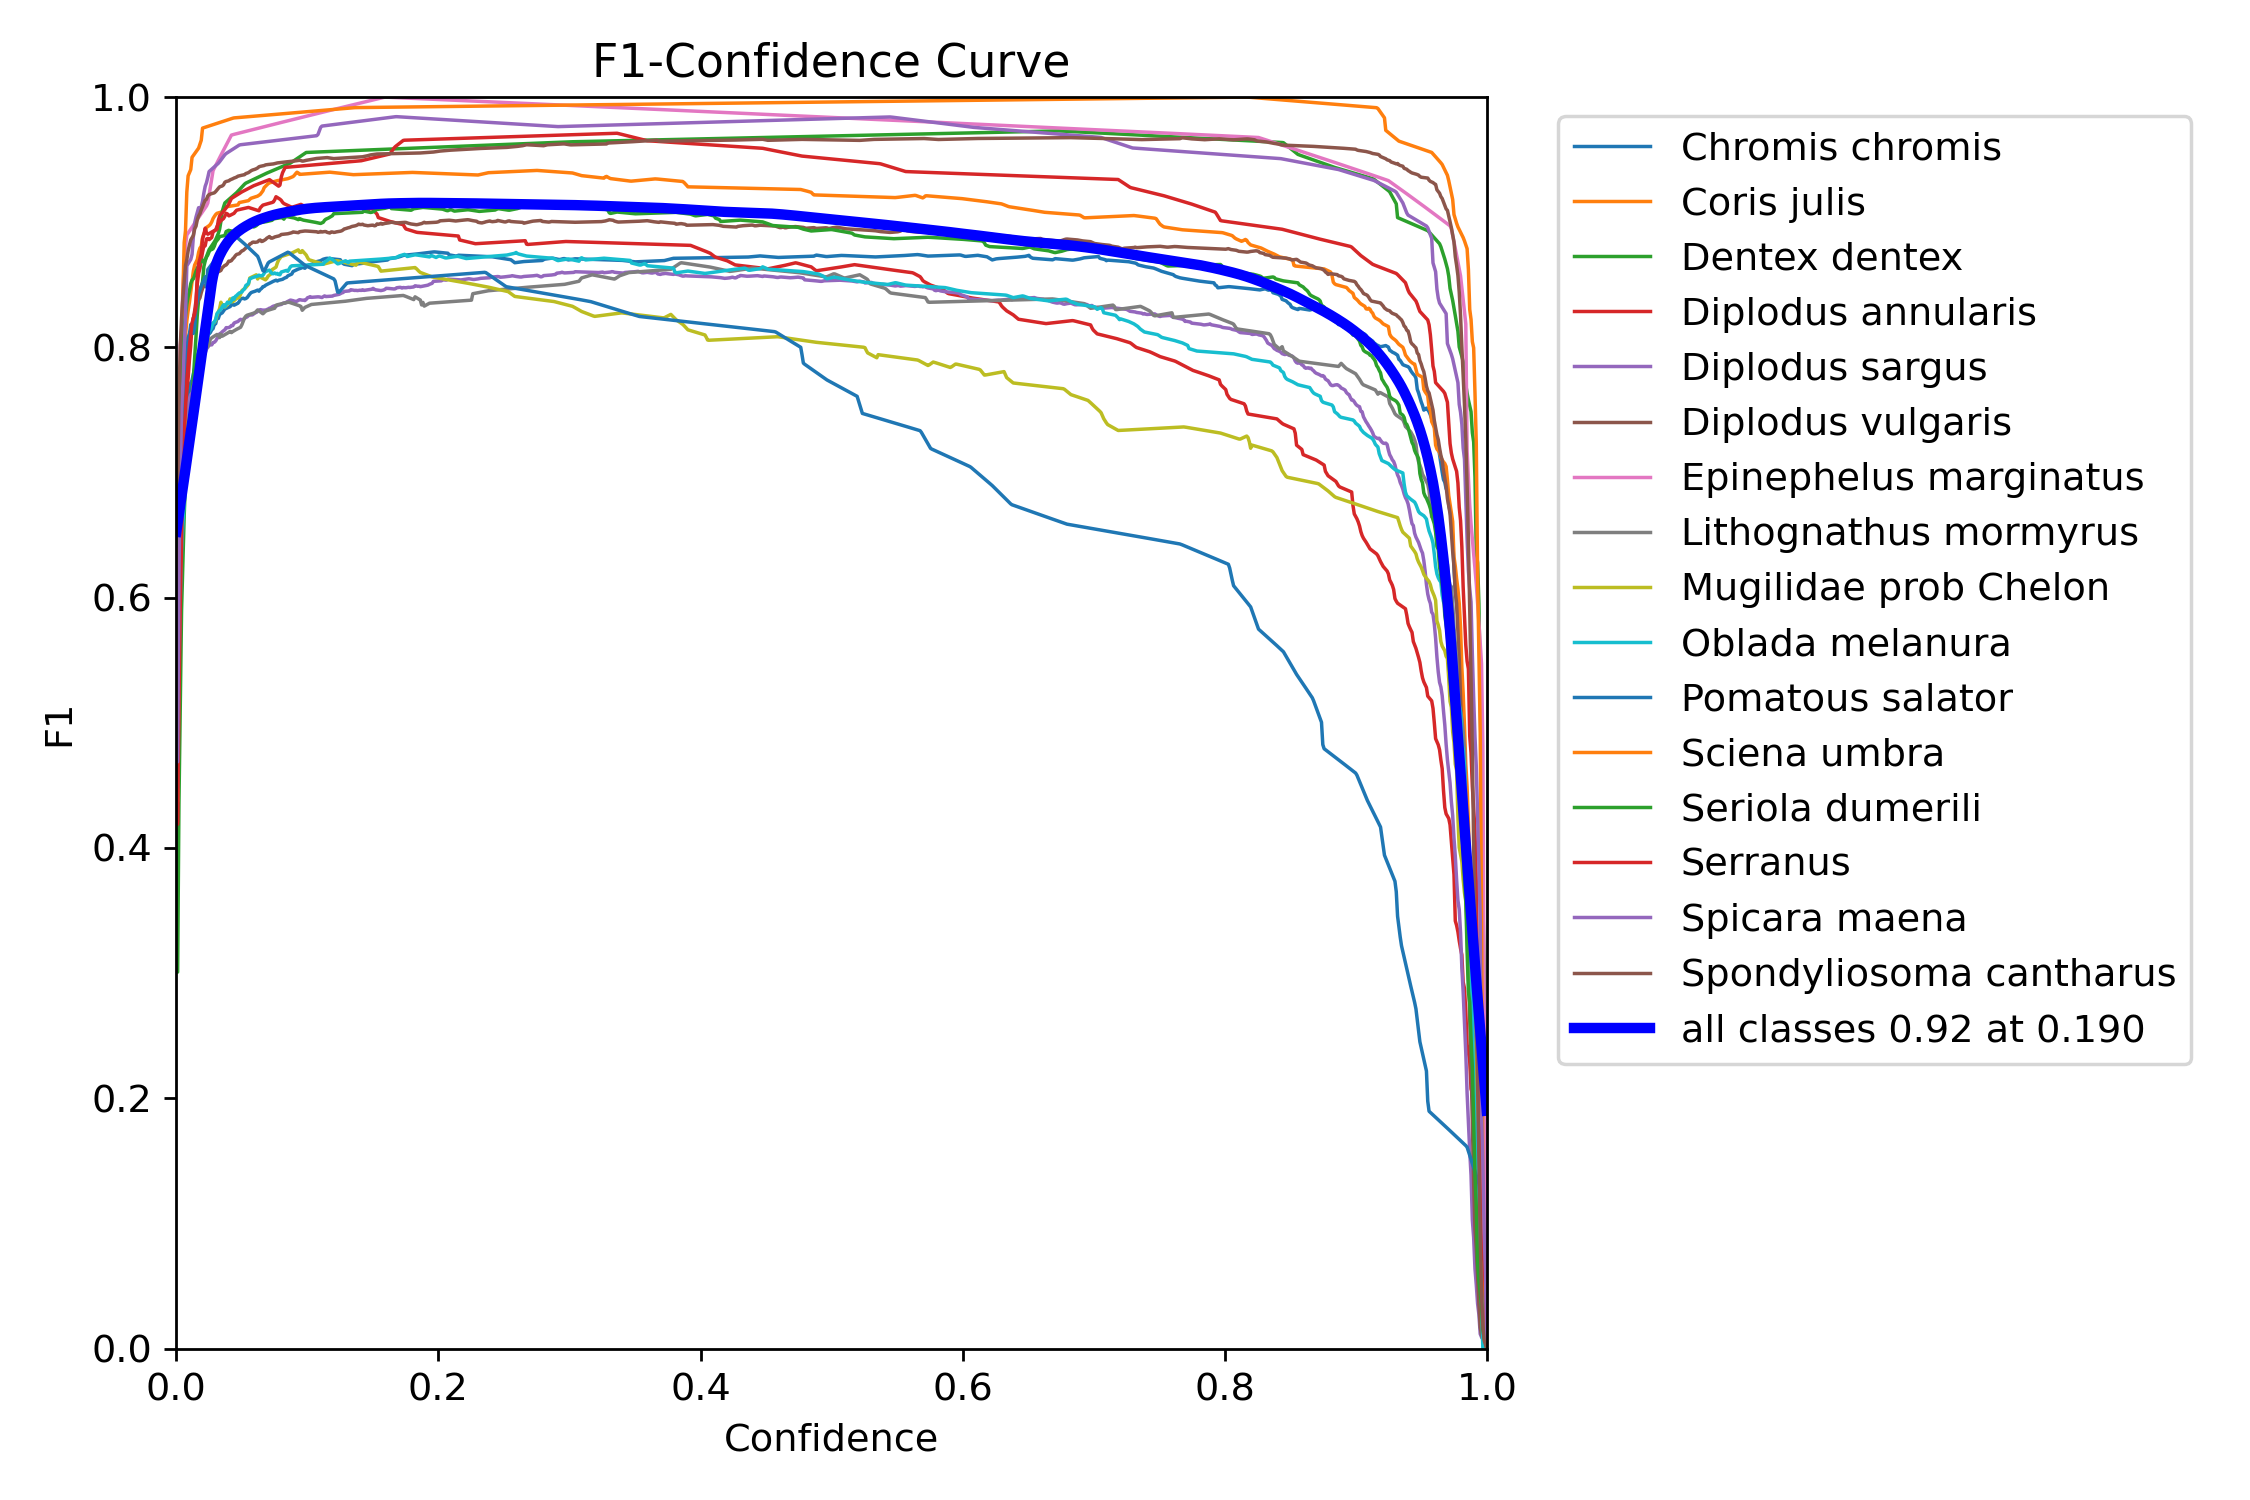 F1-Confidence Curve
1.0
0.8
0.6
0.4
0.2
0.0
F1
0.0 0.2 0.4 0.6 0.8 1.0
Confidence
Chromis chromis
Coris julis
Dentex dentex
Diplodus annularis
Diplodus sargus
Diplodus vulgaris
Epinephelus marginatus
Lithognathus mormyrus
Mugilidae prob Chelon
Oblada melanura
Pomatous salator
Sciena umbra
Seriola dumerili
Serranus
Spicara maena
Spondyliosoma cantharus
all classes 0.92 at 0.190